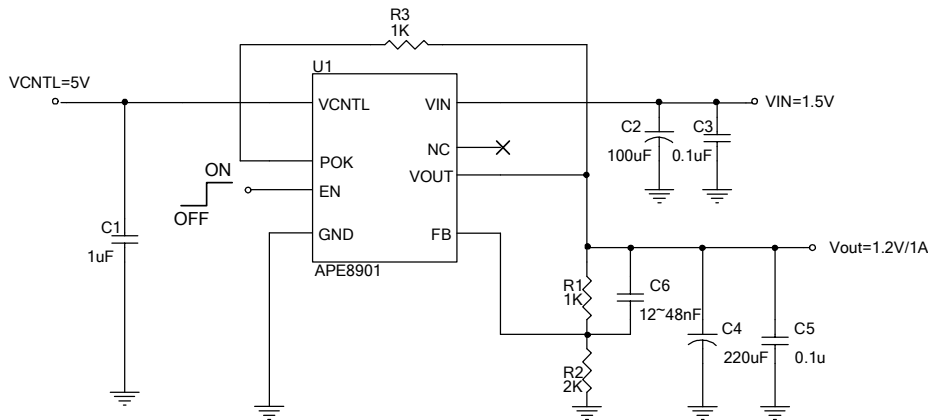 R3
1K
U1
VCNTL=5V
VCNTL
VIN
VIN=1.5V
C2
C3
100uF
0.1uF
NC
POK
VOUT
ON
EN
OFF
C1
1uF
GND
FB
Vout=1.2V/1A
APE8901
R1
1K
C6
12~48nF
C4
C5
220uF
0.1u
R2
2K